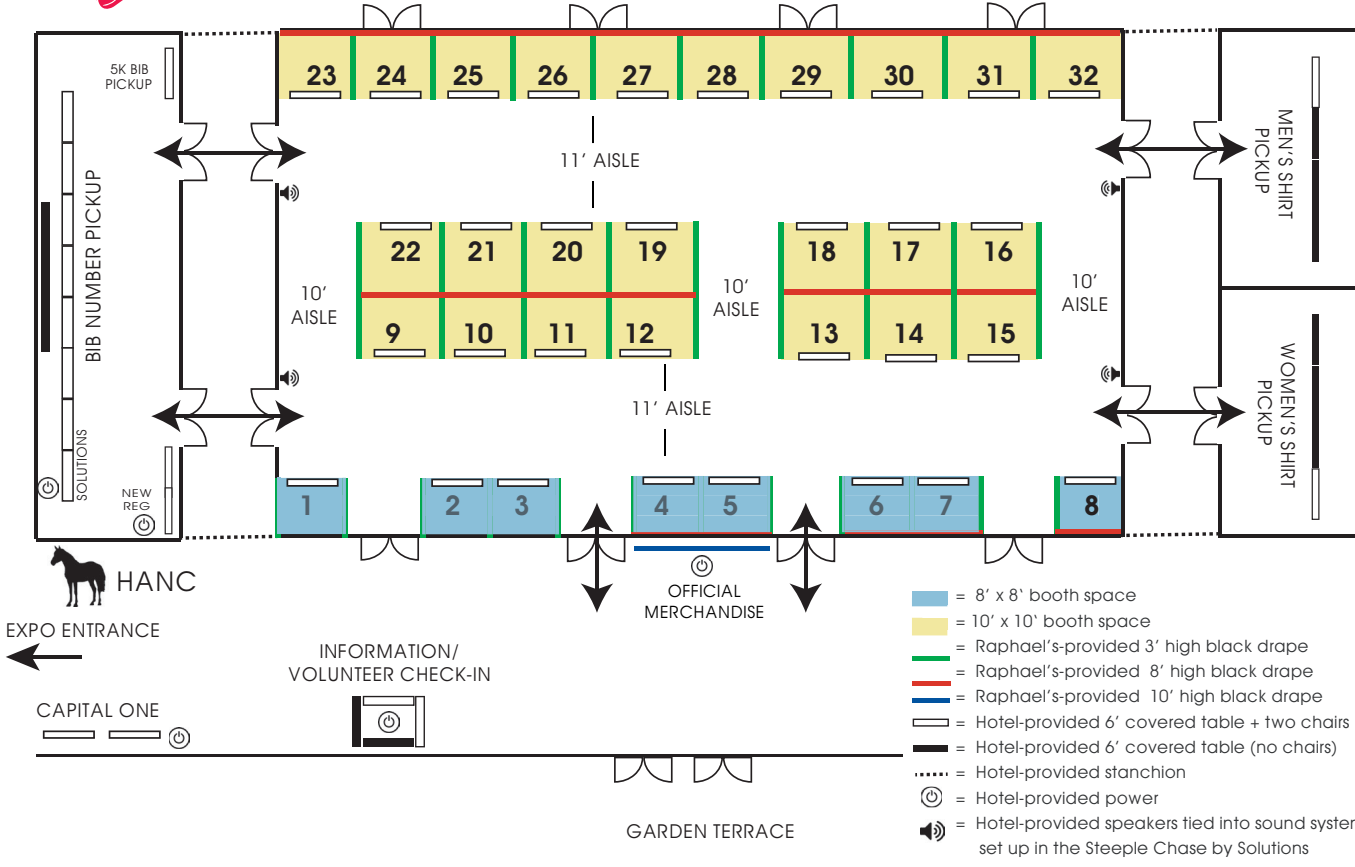 23 24 25 26 27 28 29 30 31 32
5K BIB
PICKUP
11' AISLE
MEN'S SHIRT
PICKUP
BIB NUMBER PICKUP
22 21 20 19 18 17 16
10'
AISLE
10'
AISLE
10'
AISLE
9 10 11 12 13 14 15
11' AISLE
WOMEN'S SHIRT
PICKUP
SOLUTIONS
NEW
REG
1 2 3 4 5 6 7 8
HANC
OFFICIAL
MERCHANDISE
EXPO ENTRANCE
INFORMATION/
VOLUNTEER CHECK-IN
CAPITAL ONE
GARDEN TERRACE
= 8' x 8' booth space
= 10' x 10' booth space
= Raphael's-provided 3' high black drape
= Raphael's-provided 8' high black drape
= Raphael's-provided 10' high black drape
= Hotel-provided 6' covered table + two chairs
= Hotel-provided 6' covered table (no chairs)
= Hotel-provided stanchion
= Hotel-provided power
= Hotel-provided speakers tied into sound syster
set up in the Steeple Chase by Solutions